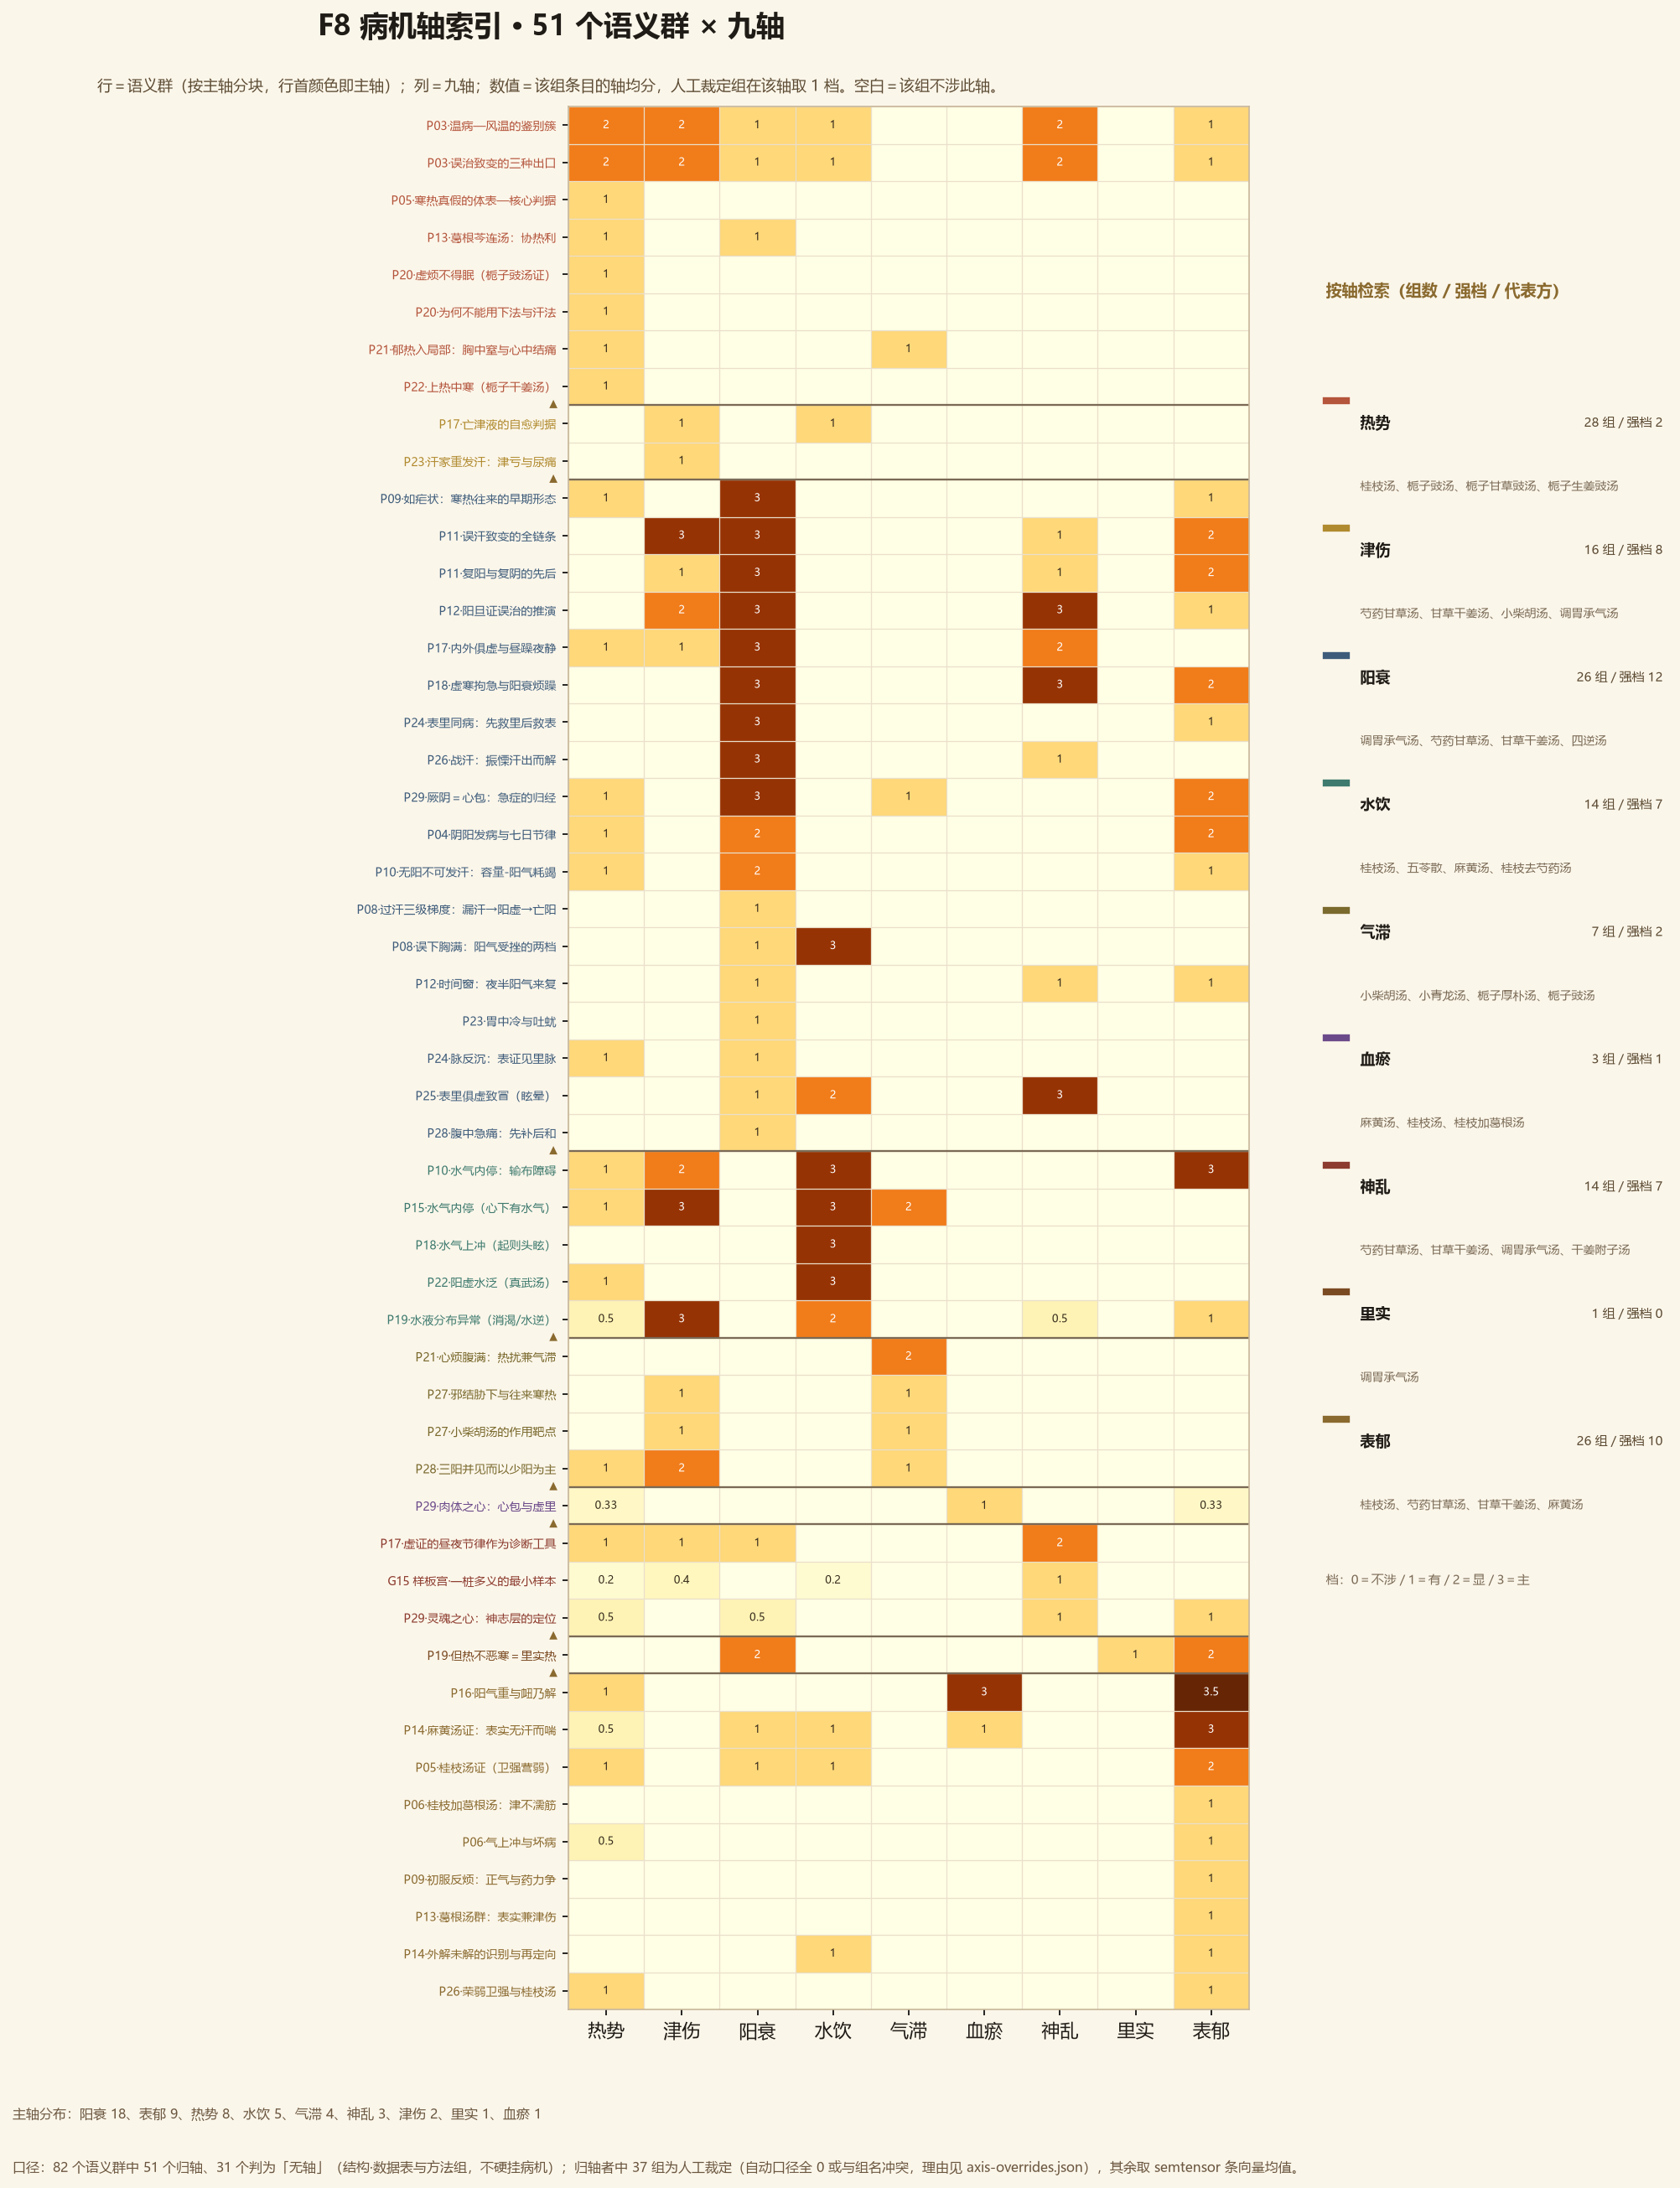 F8 病机轴索引 • 51 个语义群 × 九轴
行＝语义群（按主轴分块，行首颜色即主轴）；列＝九轴；数值＝该组条目的轴均分，人工裁定组在该轴取 1 档。空白＝该组不涉此轴。
P03·温病—风温的鉴别簇 2 2 1 1 2 1
P03·误治致变的三种出口 2 2 1 1 2 1
P05·寒热真假的体表—核心判据 1
P13·葛根芩连汤：协热利 1 1
P20·虚烦不得眠（栀子豉汤证） 1
P20·为何不能用下法与汗法 1
P21·郁热入局部：胸中窒与心中结痛 1 1
P22·上热中寒（栀子干姜汤） 1
▲
P17·亡津液的自愈判据 1 1
P23·汗家重发汗：津亏与尿痛 1
▲
P09·如疟状：寒热往来的早期形态 1 3 1
P11·误汗致变的全链条 3 3 1 2
P11·复阳与复阴的先后 1 3 1 2
P12·阳旦证误治的推演 2 3 3 1
P17·内外俱虚与昼躁夜静 1 1 3 2
P18·虚寒拘急与阳衰烦躁 3 3 2
P24·表里同病：先救里后救表 3 1
P26·战汗：振慄汗出而解 3 1
P29·厥阴＝心包：急症的归经 1 3 1 2
P04·阴阳发病与七日节律 1 2 2
P10·无阳不可发汗：容量-阳气耗竭 1 2 1
P08·过汗三级梯度：漏汗→阳虚→亡阳 1
P08·误下胸满：阳气受挫的两档 1 3
P12·时间窗：夜半阳气来复 1 1 1
P23·胃中冷与吐蚘 1
P24·脉反沉：表证见里脉 1 1
P25·表里俱虚致冒（眩晕） 1 2 3
P28·腹中急痛：先补后和 1
▲
P10·水气内停：输布障碍 1 2 3 3
P15·水气内停（心下有水气） 1 3 3 2
P18·水气上冲（起则头眩） 3
P22·阳虚水泛（真武汤） 1 3
P19·水液分布异常（消渴/水逆） 0.5 3 2 0.5 1
▲
P21·心烦腹满：热扰兼气滞 2
P27·邪结胁下与往来寒热 1 1
P27·小柴胡汤的作用靶点 1 1
P28·三阳并见而以少阳为主 1 2 1
▲
P29·肉体之心：心包与虚里 0.33 1 0.33
▲
P17·虚证的昼夜节律作为诊断工具 1 1 1 2
G15 样板宫·一桩多义的最小样本 0.2 0.4 0.2 1
P29·灵魂之心：神志层的定位 0.5 0.5 1 1
▲
P19·但热不恶寒＝里实热 2 1 2
▲
P16·阳气重与衄乃解 1 3 3.5
P14·麻黄汤证：表实无汗而喘 0.5 1 1 1 3
P05·桂枝汤证（卫强营弱） 1 1 1 2
P06·桂枝加葛根汤：津不濡筋 1
P06·气上冲与坏病 0.5 1
P09·初服反烦：正气与药力争 1
P13·葛根汤群：表实兼津伤 1
P14·外解未解的识别与再定向 1 1
P26·荣弱卫强与桂枝汤 1 1
热势 津伤 阳衰 水饮 气滞 血瘀 神乱 里实 表郁
按轴检索（组数 / 强档 / 代表方）
热势 28 组 / 强档 2
桂枝汤、栀子豉汤、栀子甘草豉汤、栀子生姜豉汤
津伤 16 组 / 强档 8
芍药甘草汤、甘草干姜汤、小柴胡汤、调胃承气汤
阳衰 26 组 / 强档 12
调胃承气汤、芍药甘草汤、甘草干姜汤、四逆汤
水饮 14 组 / 强档 7
桂枝汤、五苓散、麻黄汤、桂枝去芍药汤
气滞 7 组 / 强档 2
小柴胡汤、小青龙汤、栀子厚朴汤、栀子豉汤
血瘀 3 组 / 强档 1
麻黄汤、桂枝汤、桂枝加葛根汤
神乱 14 组 / 强档 7
芍药甘草汤、甘草干姜汤、调胃承气汤、干姜附子汤
里实 1 组 / 强档 0
调胃承气汤
表郁 26 组 / 强档 10
桂枝汤、芍药甘草汤、甘草干姜汤、麻黄汤
档：0＝不涉 / 1＝有 / 2＝显 / 3＝主
主轴分布：阳衰 18、表郁 9、热势 8、水饮 5、气滞 4、神乱 3、津伤 2、里实 1、血瘀 1
口径：82 个语义群中 51 个归轴、31 个判为「无轴」（结构·数据表与方法组，不硬挂病机）；归轴者中 37 组为人工裁定（自动口径全 0 或与组名冲突，理由见 axis-overrides.json），其余取 semtensor 条向量均值。